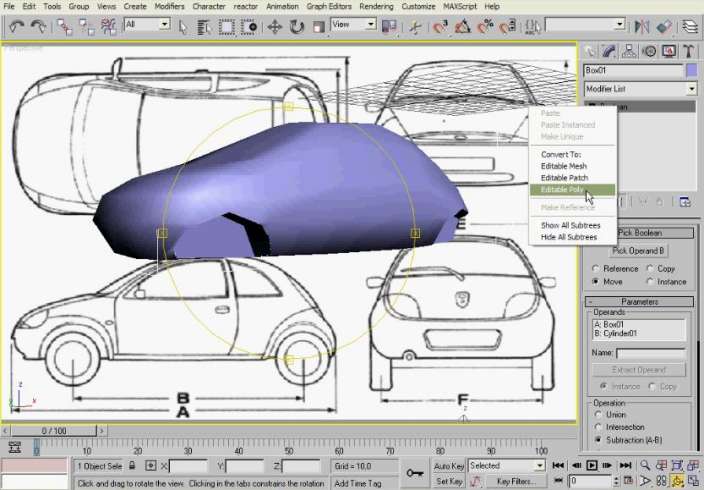 File Edit Tools Group Views Create Modifiers Character reactor Animation Graph Editors Rendering Customize MAXScript Help
All
View
Perspective
Box01
Modifier List
Boolean
Paste
Paste Instanced
Make Unique
Convert To:
Editable Mesh
Editable Patch
Editable Poly
Make Reference
Show All Subtrees
Hide All Subtrees
E
Pick Boolean
Pick Operand B
Reference Copy
Move Instance
Parameters
Operands
A: Box01
B: Cylinder01
Name:
Extract Operand
Instance Copy
Operation
Union
Intersection
Subtraction (A-B)
B
A
F
z
x
z
0 / 100
0 10 20 30 40 50 60 70 80 90 100
1 Object Sele X: Y: Z: Grid = 10,0 Auto Key Selected
Click and drag to rotate the view. Clicking in the tabs constrains the rotation Add Time Tag Set Key Key Filters... 0